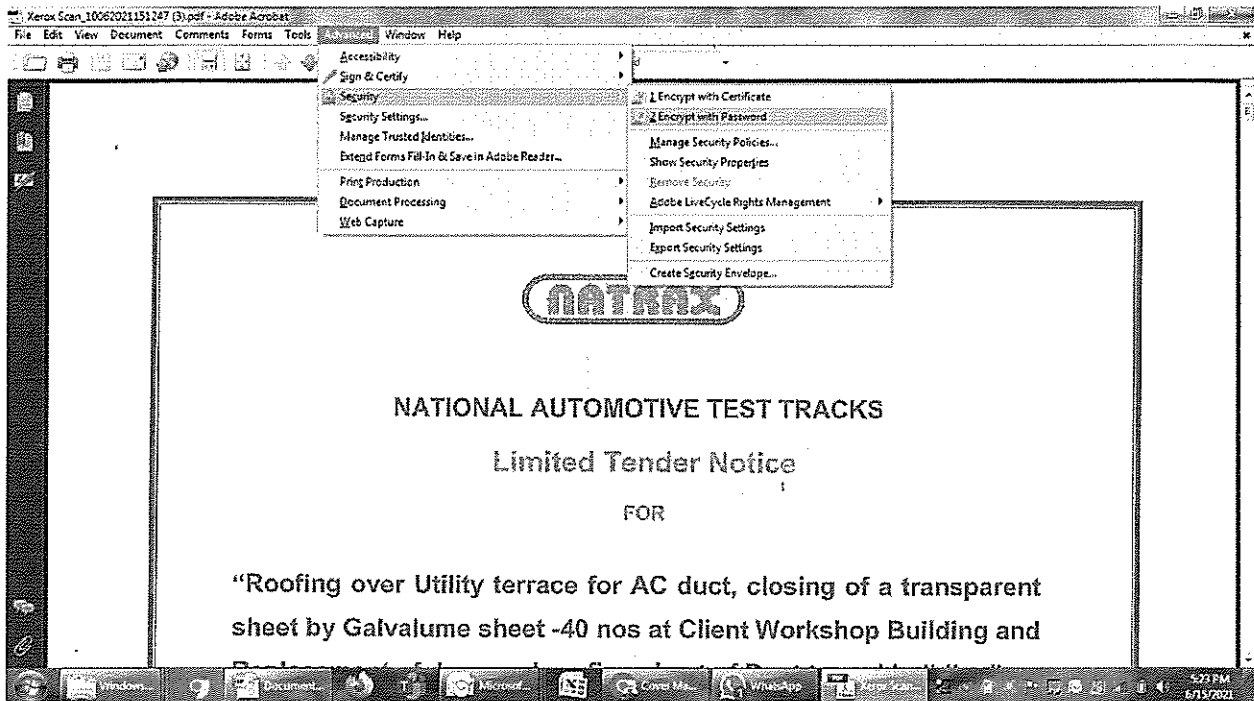 Xerox Scan_10062021151247 (3).pdf - Adobe Acrobat
File Edit View Document Comments Forms Tools Advanced Window Help
Accessibility
Sign & Certify
Security
Security Settings...
Manage Trusted Identities...
Extend Forms Fill-In & Save in Adobe Reader...
Print Production
Document Processing
Web Capture
1 Encrypt with Certificate
2 Encrypt with Password
Manage Security Policies...
Show Security Properties
Remove Security
Adobe LiveCycle Rights Management
Import Security Settings
Export Security Settings
Create Security Envelope...
NATRAX
NATIONAL AUTOMOTIVE TEST TRACKS
Limited Tender Notice
FOR
“Roofing over Utility terrace for AC duct, closing of a transparent
sheet by Galvalume sheet -40 nos at Client Workshop Building and
Windows... Document... Microsof... Cover Ma... WhatsApp Xerox Scan... 5:23 PM
6/15/2021